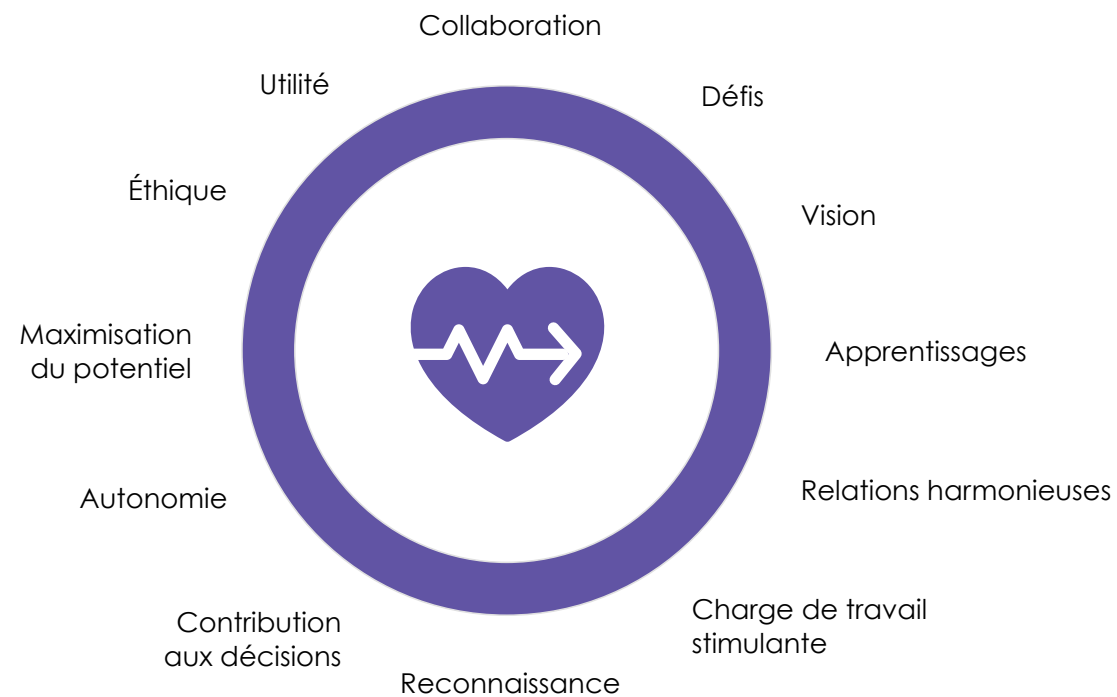 Collaboration
Défis
Vision
Apprentissages
Relations harmonieuses
Charge de travail
stimulante
Reconnaissance
Contribution
aux décisions
Autonomie
Maximisation
du potentiel
Éthique
Utilité